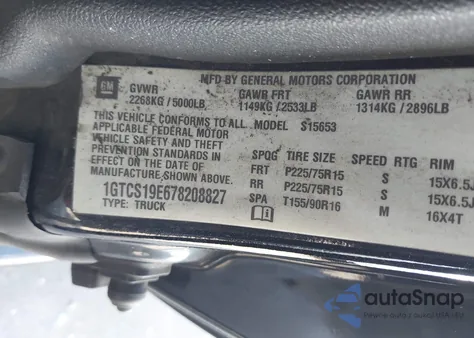 MFD BY GENERAL MOTORS CORPORATION
GM
GVWR GAWR FRT GAWR RR
2268KG/5000LB 1149KG/2533LB 1314KG/2896LB
THIS VEHICLE CONFORMS TO ALL MODEL S15653
APPLICABLE FEDERAL MOTOR
VEHICLE SAFETY AND THEFT
PREVENTION STANDARDS IN
EFFECT ON THE DATE OF
MANUFACTURE SHOWN ABOVE.
1GTCS19E678208827
TYPE: TRUCK
SPQG TIRE SIZE SPEED RTG RIM
FRT P225/75R15 S 15X6.5J
RR P225/75R15 S 15X6.5J
SPA T155/90R16 M 16X4T
autoSnap